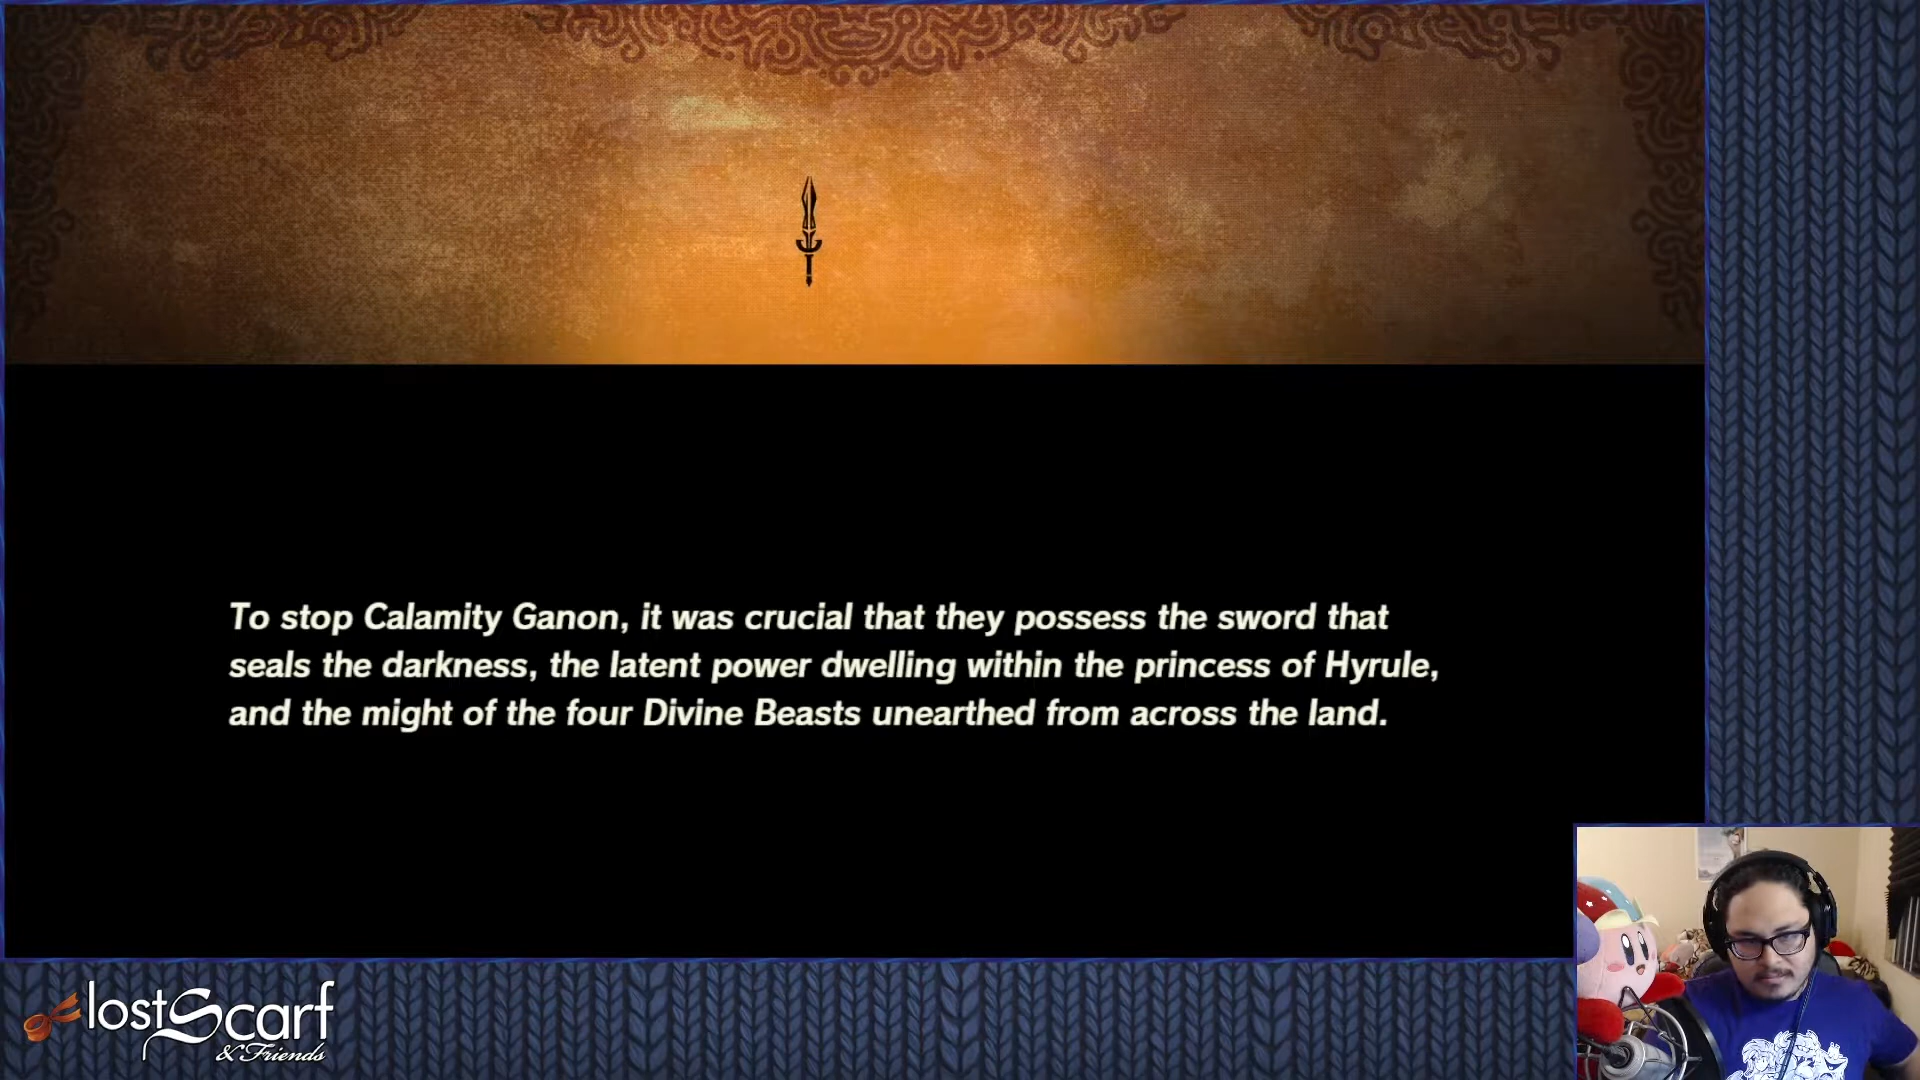 To stop Calamity Ganon, it was crucial that they possess the sword that
seals the darkness, the latent power dwelling within the princess of Hyrule,
and the might of the four Divine Beasts unearthed from across the land.
lostScarf
& Friends